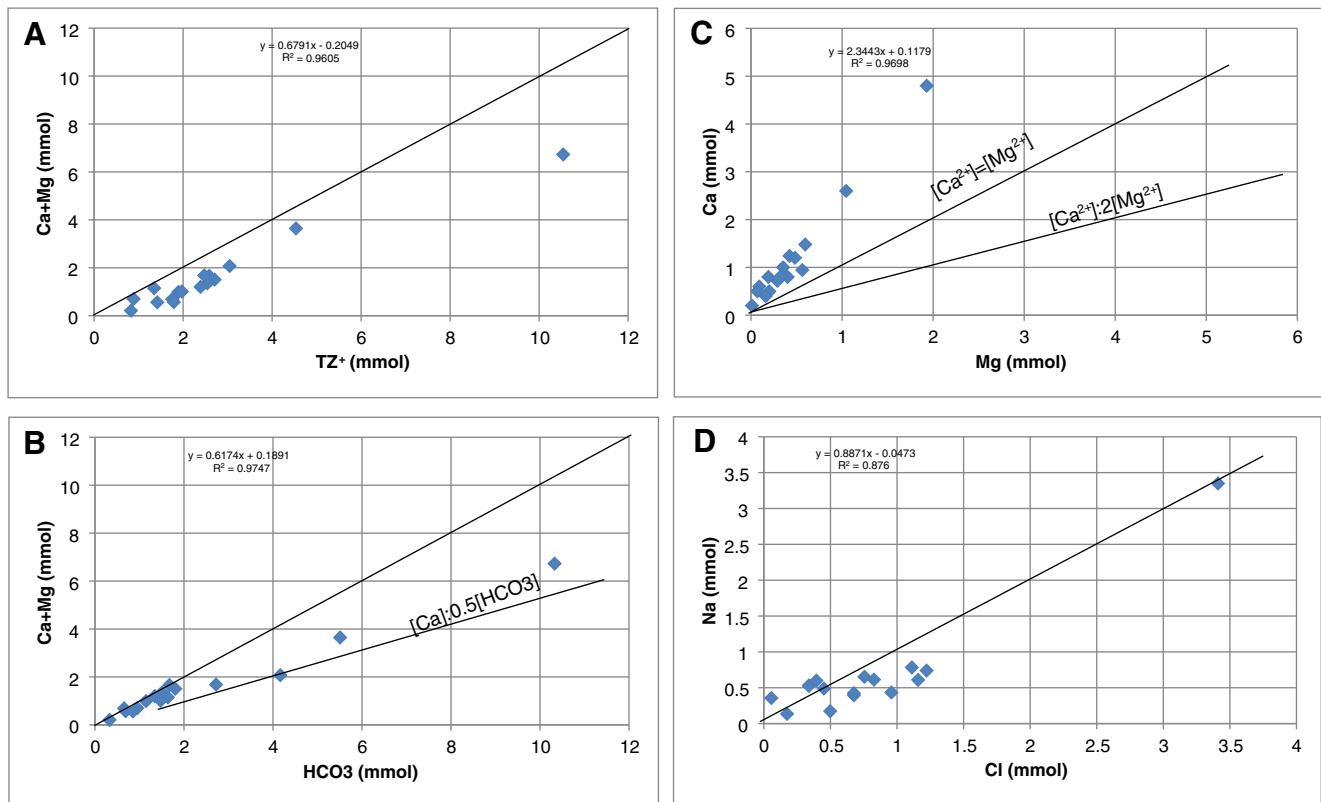 A
y = 0.6791x - 0.2049
R² = 0.9605
Ca+Mg (mmol)
12
10
8
6
4
2
0
0 2 4 6 8 10 12
TZ⁺ (mmol)
C
y = 2.3443x + 0.1179
R² = 0.9698
Ca (mmol)
6
5
4
3
2
1
0
[Ca²⁺]=[Mg²⁺]
[Ca²⁺]:2[Mg²⁺]
0 1 2 3 4 5 6
Mg (mmol)
B
y = 0.6174x + 0.1891
R² = 0.9747
Ca+Mg (mmol)
12
10
8
6
4
2
0
[Ca]:0.5[HCO3]
0 2 4 6 8 10 12
HCO3 (mmol)
D
y = 0.8871x - 0.0473
R² = 0.876
Na (mmol)
4
3.5
3
2.5
2
1.5
1
0.5
0
0 0.5 1 1.5 2 2.5 3 3.5 4
Cl (mmol)